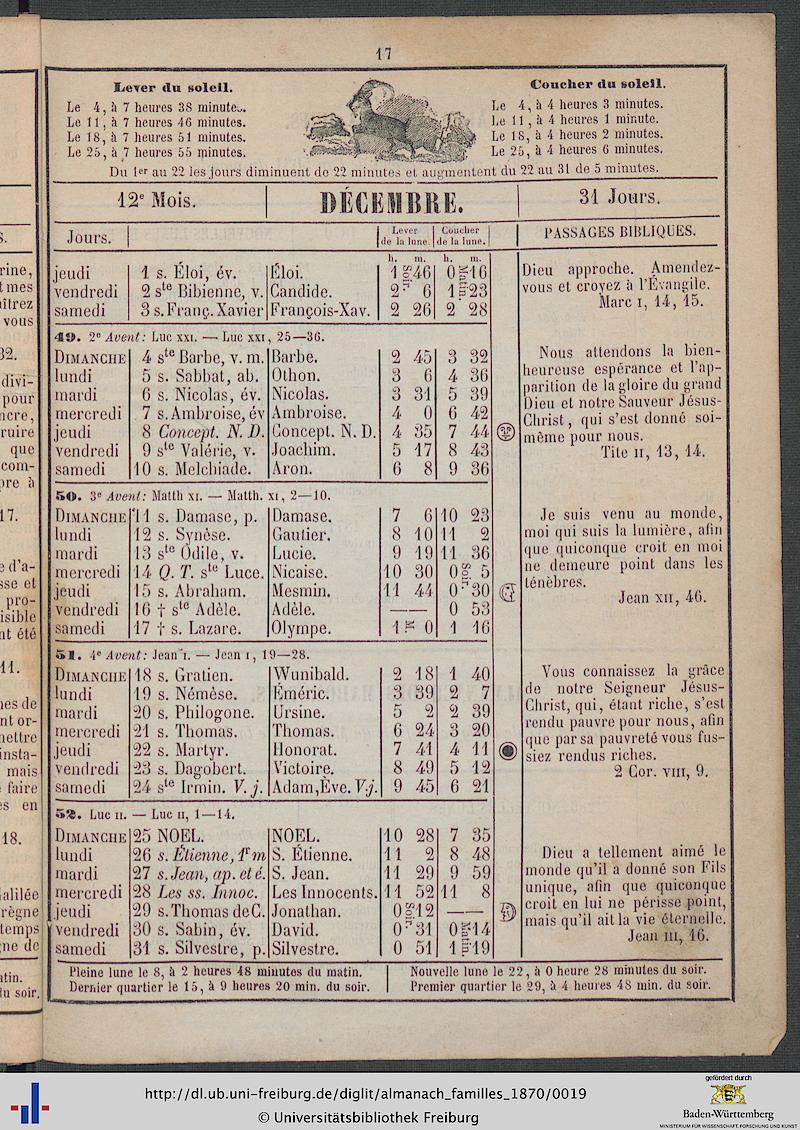 17
Lever du soleil.
Le 4, à 7 heures 38 minutes.
Le 11, à 7 heures 46 minutes.
Le 18, à 7 heures 51 minutes.
Le 25, à 7 heures 55 minutes.
Coucher du soleil.
Le 4, à 4 heures 3 minutes.
Le 11, à 4 heures 1 minute.
Le 18, à 4 heures 2 minutes.
Le 25, à 4 heures 6 minutes.
Du 1er au 22 les jours diminuent de 22 minutes et augmentent du 22 au 31 de 5 minutes.
12e Mois. DÉCEMBRE. 31 Jours.
Jours. Lever de la lune. Coucher de la lune. PASSAGES BIBLIQUES.
h. m. h. m.
jeudi 1 s. Éloi, év. Éloi. 1 Soir. 46 0 Matin. 16
vendredi 2 ste Bibienne, v. Candide. 2 6 1 23
samedi 3 s. Franç. Xavier François-Xav. 2 26 2 28
Dieu approche. Amendez-
vous et croyez à l'Évangile.
Marc I, 14, 15.
49. 2e Avent: Luc XXI. — Luc XXI, 25—36.
DIMANCHE 4 ste Barbe, v. m. Barbe. 2 45 3 32
lundi 5 s. Sabbat, ab. Othon. 3 6 4 36
mardi 6 s. Nicolas, év. Nicolas. 3 31 5 39
mercredi 7 s. Ambroise, év Ambroise. 4 0 6 42
jeudi 8 Concept. N. D. Concept. N. D. 4 35 7 44
vendredi 9 ste Valérie, v. Joachim. 5 17 8 43
samedi 10 s. Melchiade. Aron. 6 8 9 36
Nous attendons la bien-
heureuse espérance et l'ap-
parition de la gloire du grand
Dieu et notre Sauveur Jésus-
Christ, qui s'est donné soi-
même pour nous.
Tite II, 13, 14.
50. 3e Avent: Matth XI. — Matth. XI, 2—10.
DIMANCHE 11 s. Damase, p. Damase. 7 6 10 23
lundi 12 s. Synèse. Gautier. 8 10 11 2
mardi 13 ste Odile, v. Lucie. 9 19 11 36
mercredi 14 Q. T. ste Luce. Nicaise. 10 30 0 Soir. 5
jeudi 15 s. Abraham. Mesmin. 11 44 0 30
vendredi 16 † ste Adèle. Adèle. —— 0 53
samedi 17 † s. Lazare. Olympe. 1 M 0 1 16
Je suis venu au monde,
moi qui suis la lumière, afin
que quiconque croit en moi
ne demeure point dans les
ténèbres.
Jean XII, 46.
51. 4e Avent: Jean I. — Jean I, 19—28.
DIMANCHE 18 s. Gratien. Wunibald. 2 18 1 40
lundi 19 s. Némèse. Éméric. 3 39 2 7
mardi 20 s. Philogone. Ursine. 5 2 2 39
mercredi 21 s. Thomas. Thomas. 6 24 3 20
jeudi 22 s. Martyr. Honorat. 7 41 4 11
vendredi 23 s. Dagobert. Victoire. 8 49 5 12
samedi 24 ste Irmin. V. j. Adam, Ève. V.j. 9 45 6 21
Vous connaissez la grâce
de notre Seigneur Jésus-
Christ, qui, étant riche, s'est
rendu pauvre pour nous, afin
que par sa pauvreté vous fus-
siez rendus riches.
2 Cor. VIII, 9.
52. Luc II. — Luc II, 1—14.
DIMANCHE 25 NOEL. NOEL. 10 28 7 35
lundi 26 s. Étienne, 1r m S. Étienne. 11 2 8 48
mardi 27 s. Jean, ap. et é. S. Jean. 11 29 9 59
mercredi 28 Les ss. Innoc. Les Innocents. 11 52 11 8
jeudi 29 s. Thomas de C. Jonathan. 0 Soir. 12 ——
vendredi 30 s. Sabin, év. David. 0 31 0 Matin. 14
samedi 31 s. Silvestre, p. Silvestre. 0 51 1 19
Dieu a tellement aimé le
monde qu'il a donné son Fils
unique, afin que quiconque
croit en lui ne périsse point,
mais qu'il ait la vie éternelle.
Jean III, 16.
Pleine lune le 8, à 2 heures 48 minutes du matin.
Dernier quartier le 15, à 9 heures 20 min. du soir.
Nouvelle lune le 22, à 0 heure 28 minutes du soir.
Premier quartier le 29, à 4 heures 48 min. du soir.
http://dl.ub.uni-freiburg.de/diglit/almanach_familles_1870/0019
© Universitätsbibliothek Freiburg
gefördert durch
Baden-Württemberg
MINISTERIUM FÜR WISSENSCHAFT, FORSCHUNG UND KUNST